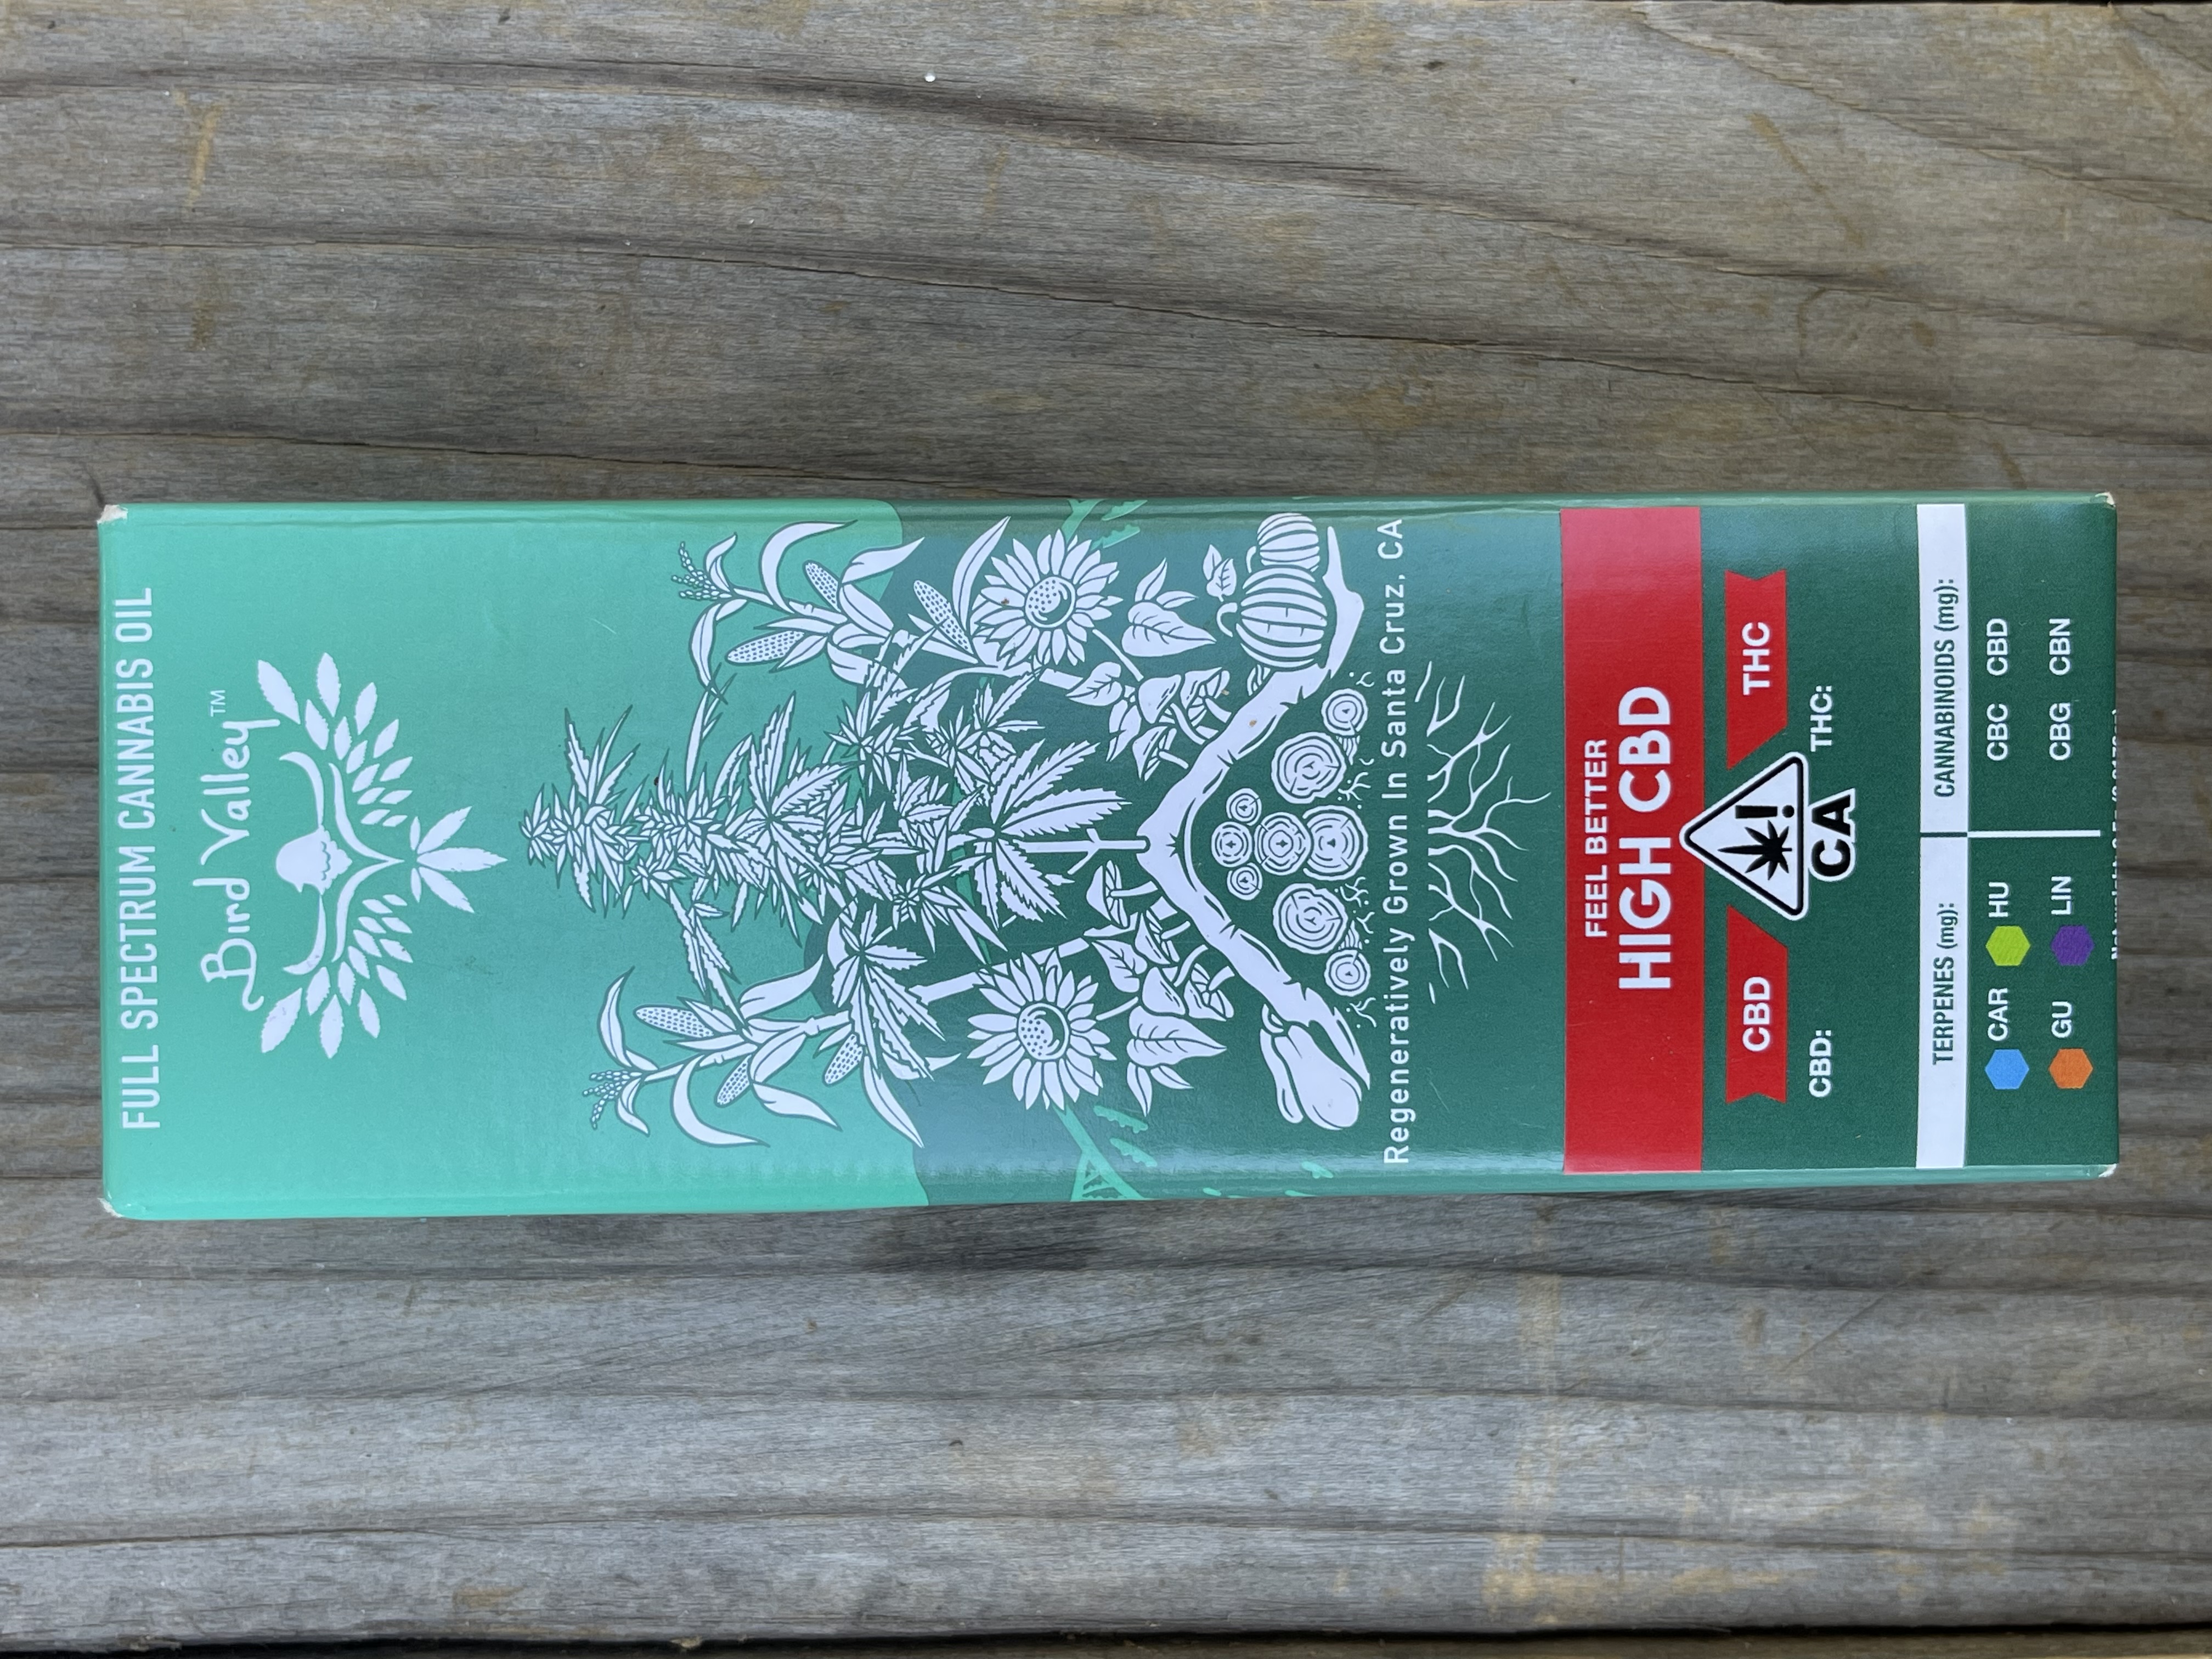 FULL SPECTRUM CANNABIS OIL
Bird Valley™
Regeneratively Grown In Santa Cruz, CA
FEEL BETTER
HIGH CBD
CBD
THC
!
CA
CBD:
THC:
TERPENES (mg):
CANNABINOIDS (mg):
CAR HU
CBC CBD
GU LIN
CBG CBN